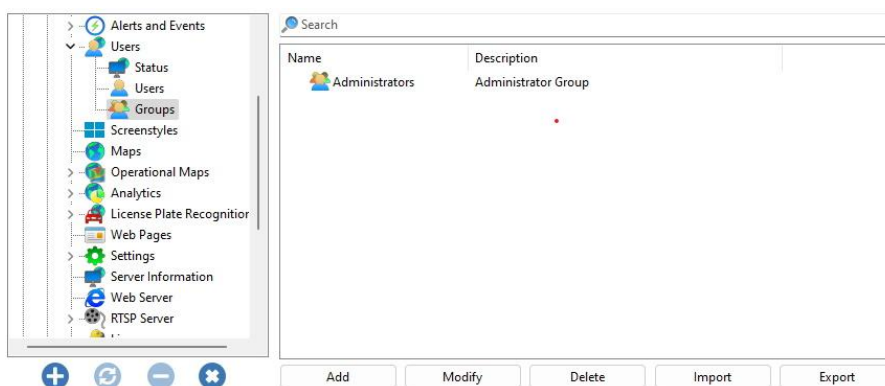 Alerts and Events
Users
Status
Users
Groups
Screenstyles
Maps
Operational Maps
Analytics
License Plate Recognition
Web Pages
Settings
Server Information
Web Server
RTSP Server
Search
Name Description
Administrators Administrator Group
Add Modify Delete Import Export